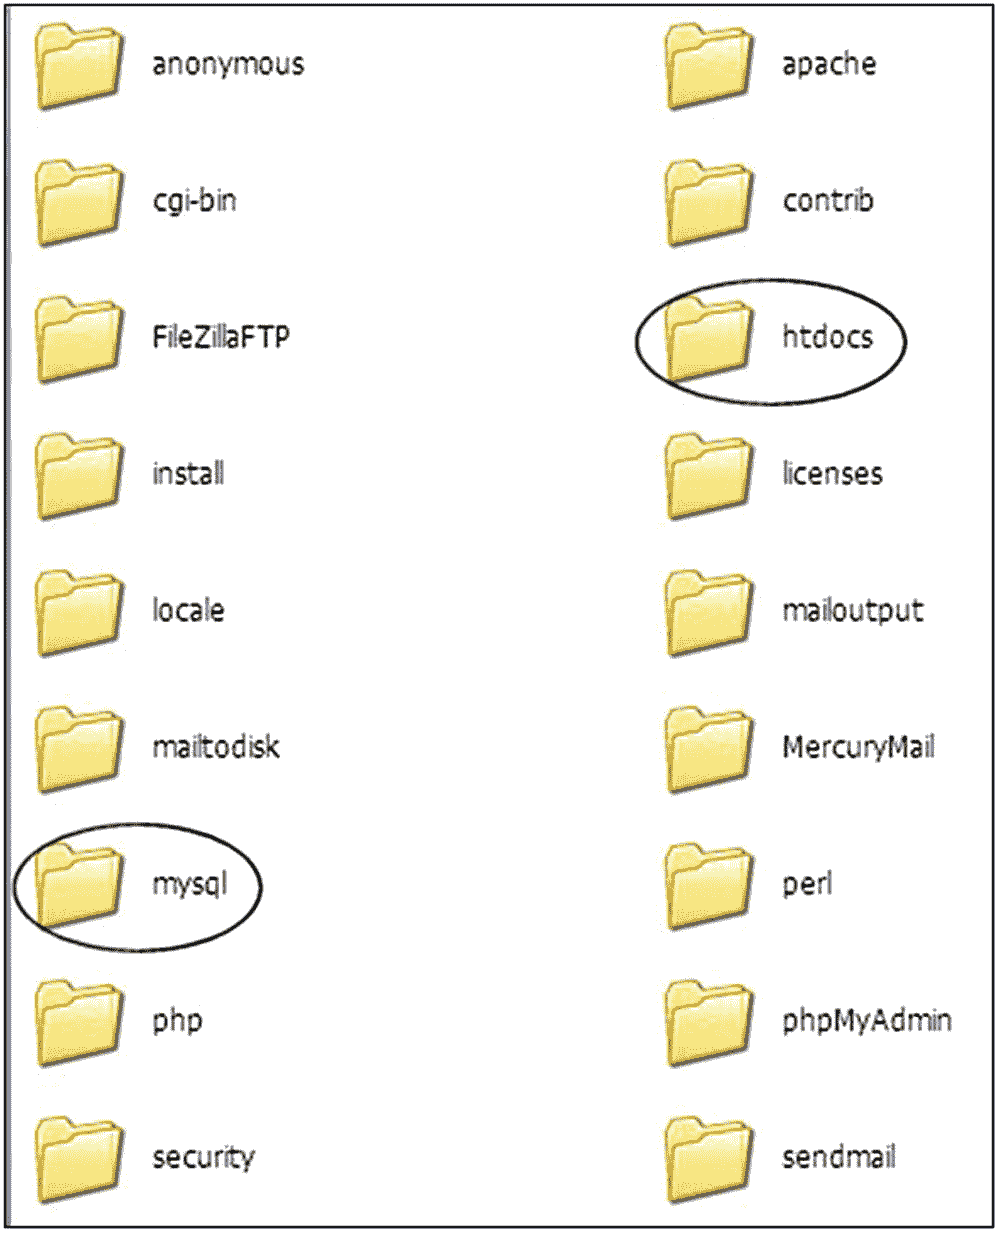 anonymous
apache
cgi-bin
contrib
FileZillaFTP
htdocs
install
licenses
locale
mailoutput
mailtodisk
MercuryMail
mysql
perl
php
phpMyAdmin
security
sendmail